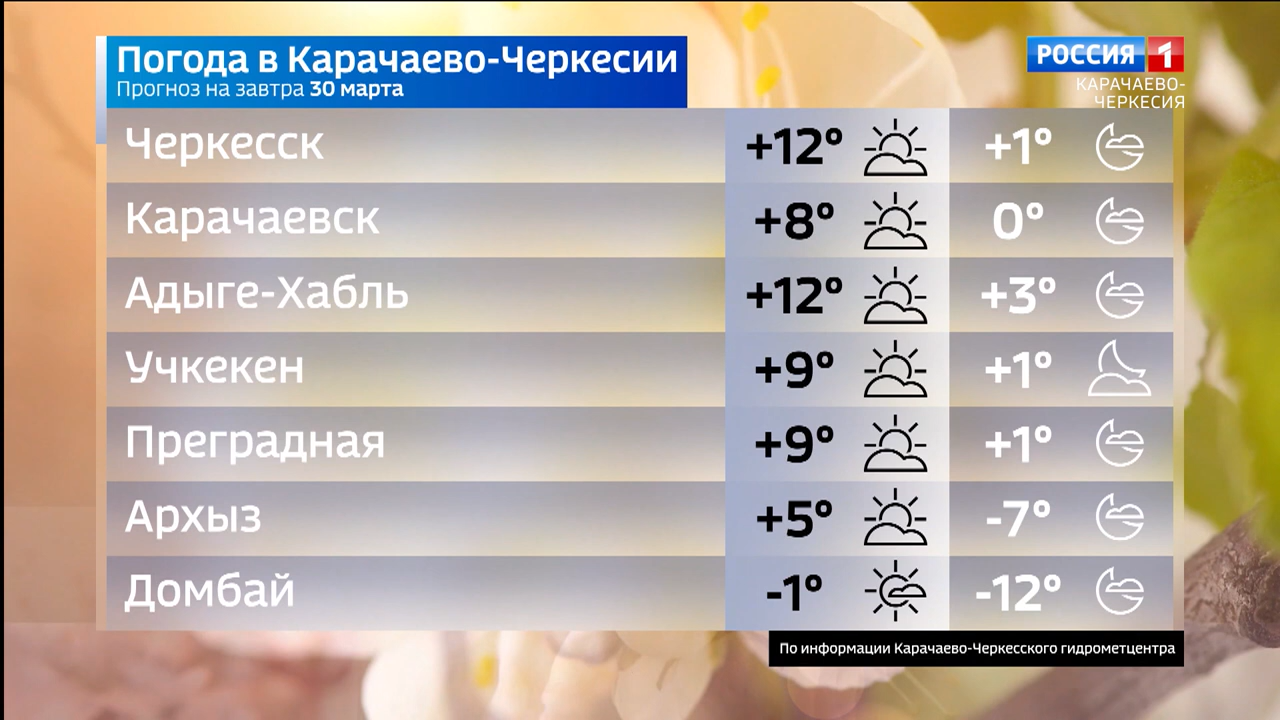 Погода в Карачаево-Черкесии
Прогноз на завтра 30 марта
РОССИЯ 1
КАРАЧАЕВО-
ЧЕРКЕСИЯ
Черкесск +12° +1°
Карачаевск +8° 0°
Адыге-Хабль +12° +3°
Учкекен +9° +1°
Преградная +9° +1°
Архыз +5° -7°
Домбай -1° -12°
По информации Карачаево-Черкесского гидрометцентра